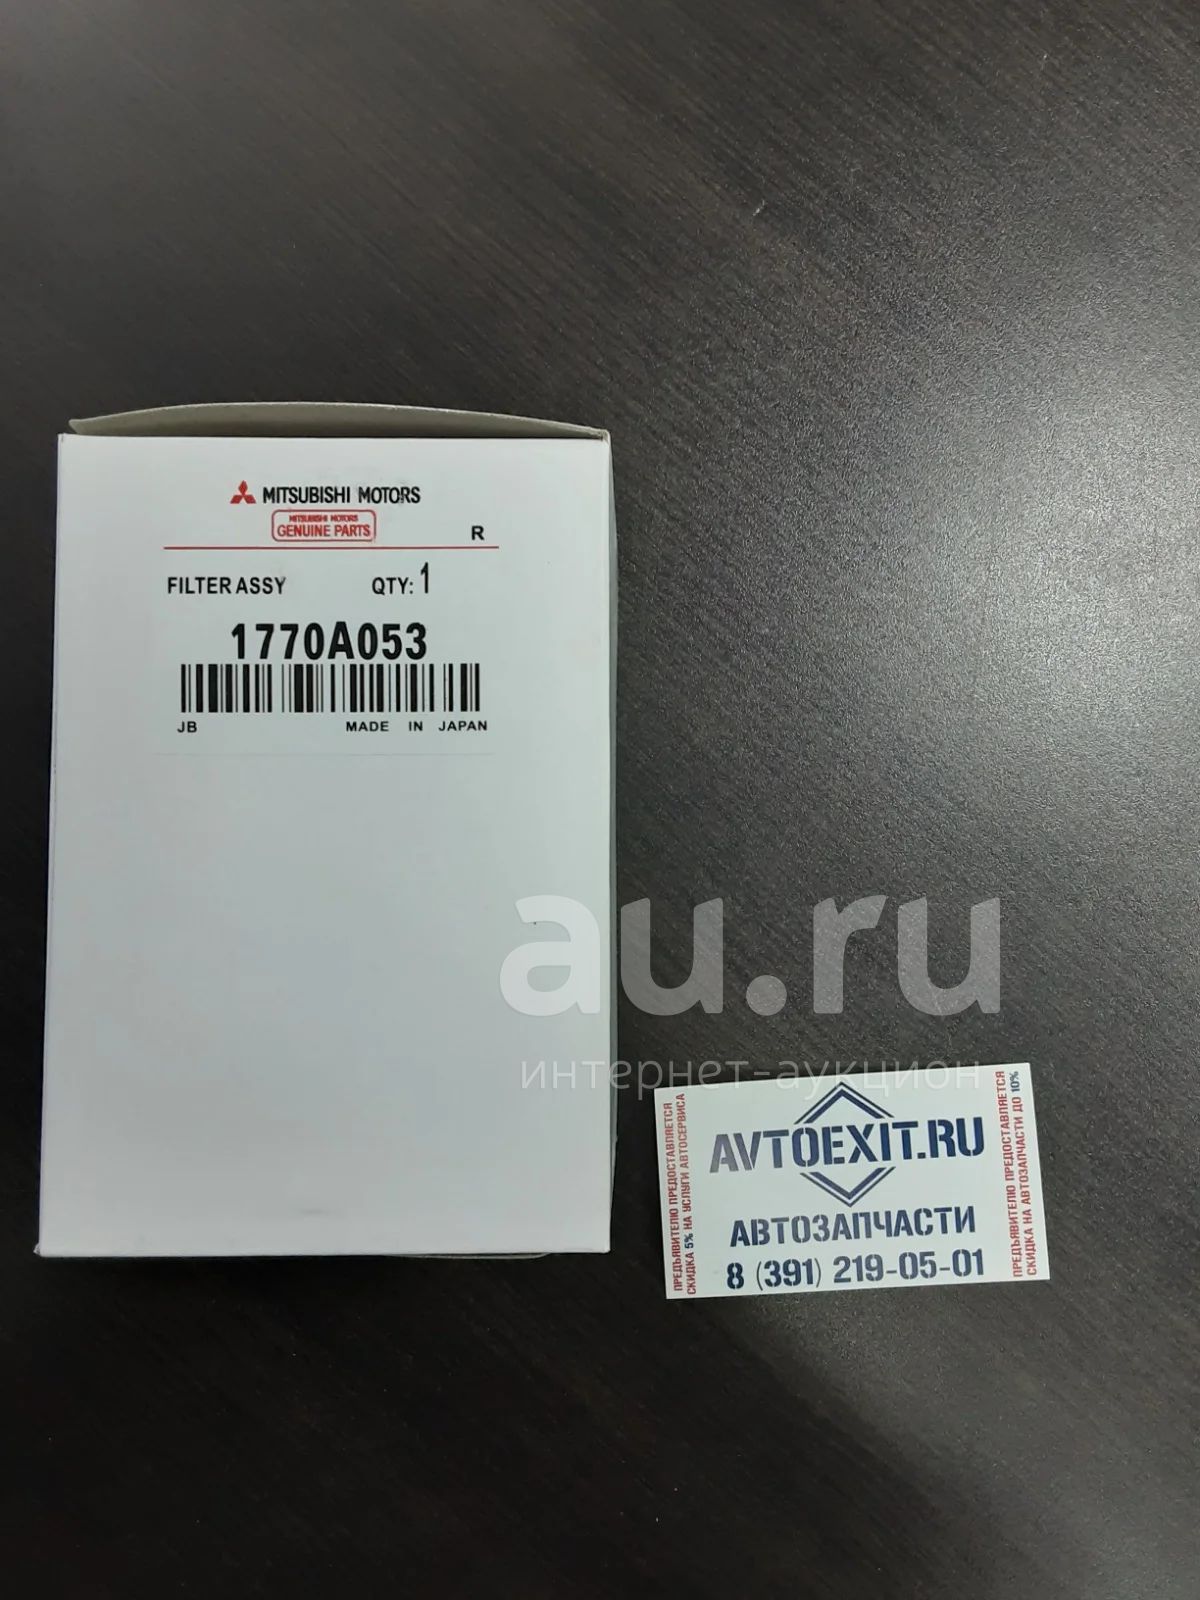 MITSUBISHI MOTORS
MITSUBISHI MOTORS
GENUINE PARTS
R
FILTER ASSY QTY: 1
1770A053
JB MADE IN JAPAN
au.ru
интернет-аукцион
ПРЕДЪЯВИТЕЛЮ ПРЕДОСТАВЛЯЕТСЯ
СКИДКА 5% НА УСЛУГИ АВТОСЕРВИСА
AVTOEXIT.RU
АВТОЗАПЧАСТИ
8 (391) 219-05-01
ПРЕДЪЯВИТЕЛЮ ПРЕДОСТАВЛЯЕТСЯ
СКИДКА НА АВТОЗАПЧАСТИ ДО 10%